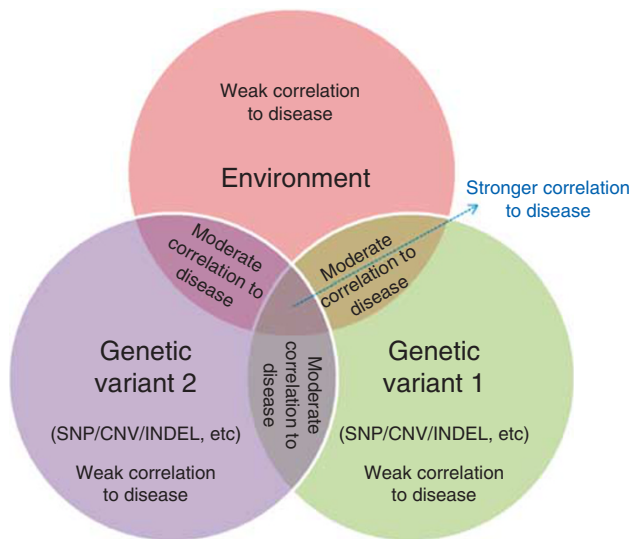 Weak correlation
to disease
Environment
Stronger correlation
to disease
Moderate
correlation to
disease
Moderate
correlation to
disease
Moderate
correlation to
disease
Genetic
variant 2
(SNP/CNV/INDEL, etc)
Weak correlation
to disease
Genetic
variant 1
(SNP/CNV/INDEL, etc)
Weak correlation
to disease